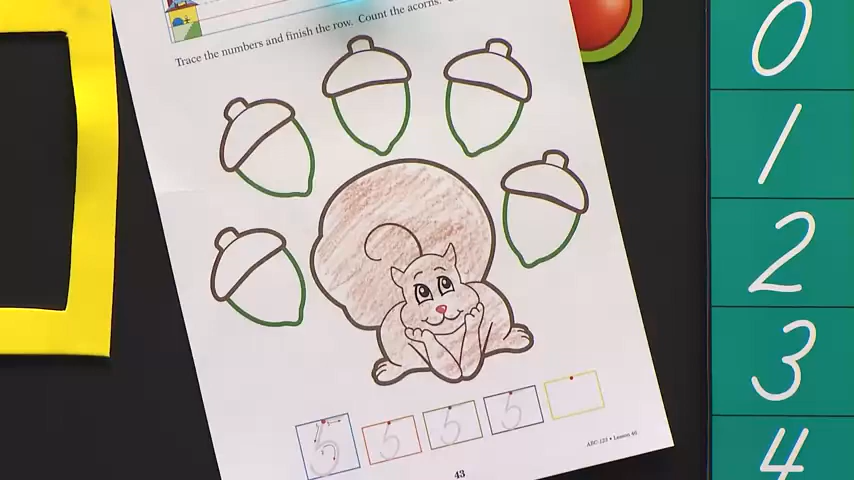 Trace the numbers and finish the row. Count the acorns.
5 5 5 5
ABC-123 • Lesson 46
43
0
1
2
3
4